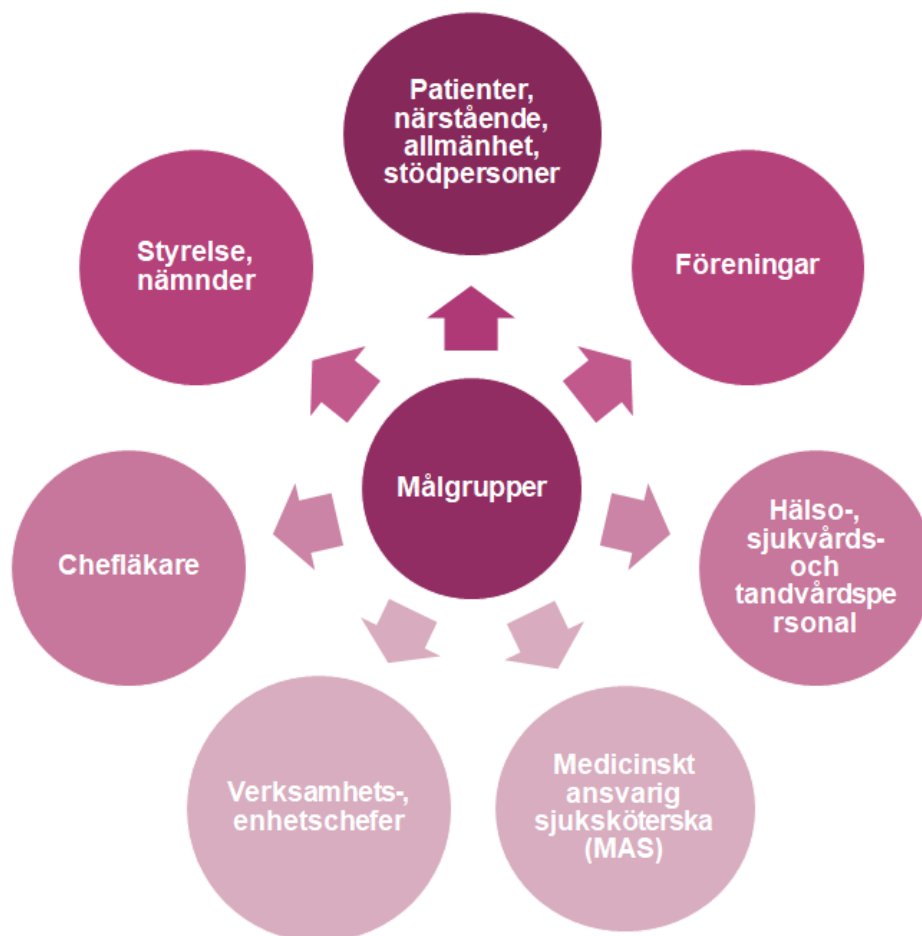 Patienter,
närstående,
allmänhet,
stödpersoner
Styrelse,
nämnder
Föreningar
Målgrupper
Chefläkare
Hälso-,
sjukvårds-
och
tandvårdspe
rsonal
Verksamhets-,
enhetschefer
Medicinskt
ansvarig
sjuksköterska
(MAS)